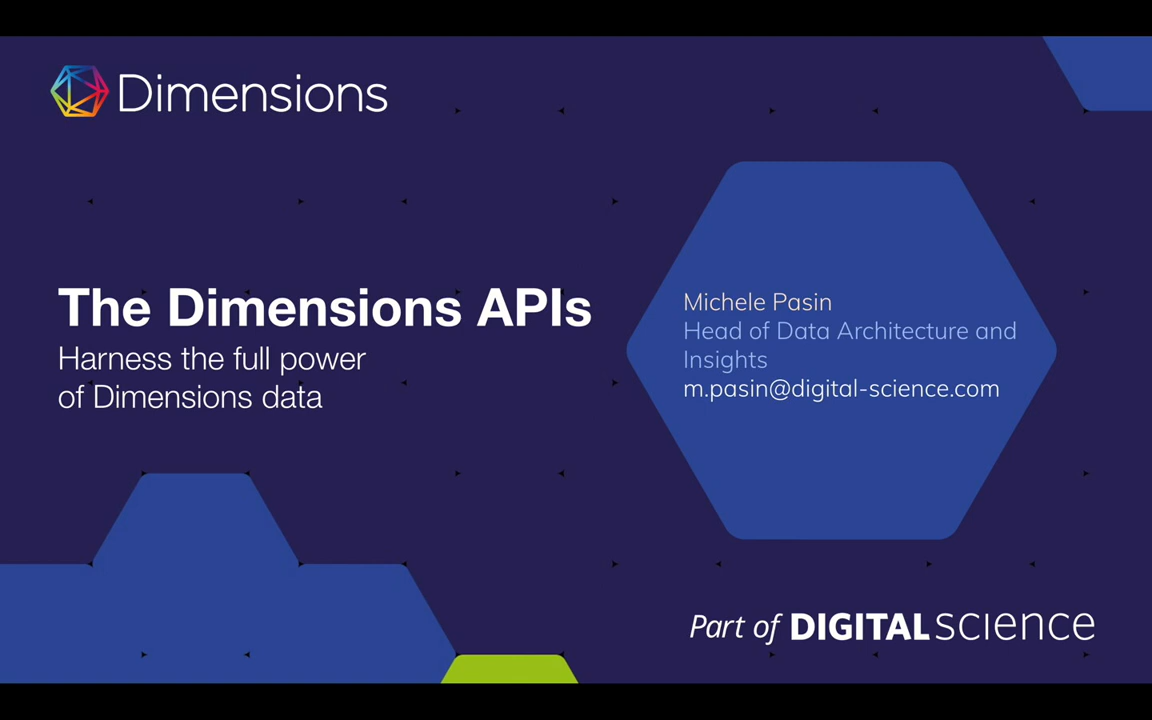 Dimensions
The Dimensions APIs
Harness the full power
of Dimensions data
Michele Pasin
Head of Data Architecture and
Insights
m.pasin@digital-science.com
Part of DIGITAL SCIENCE